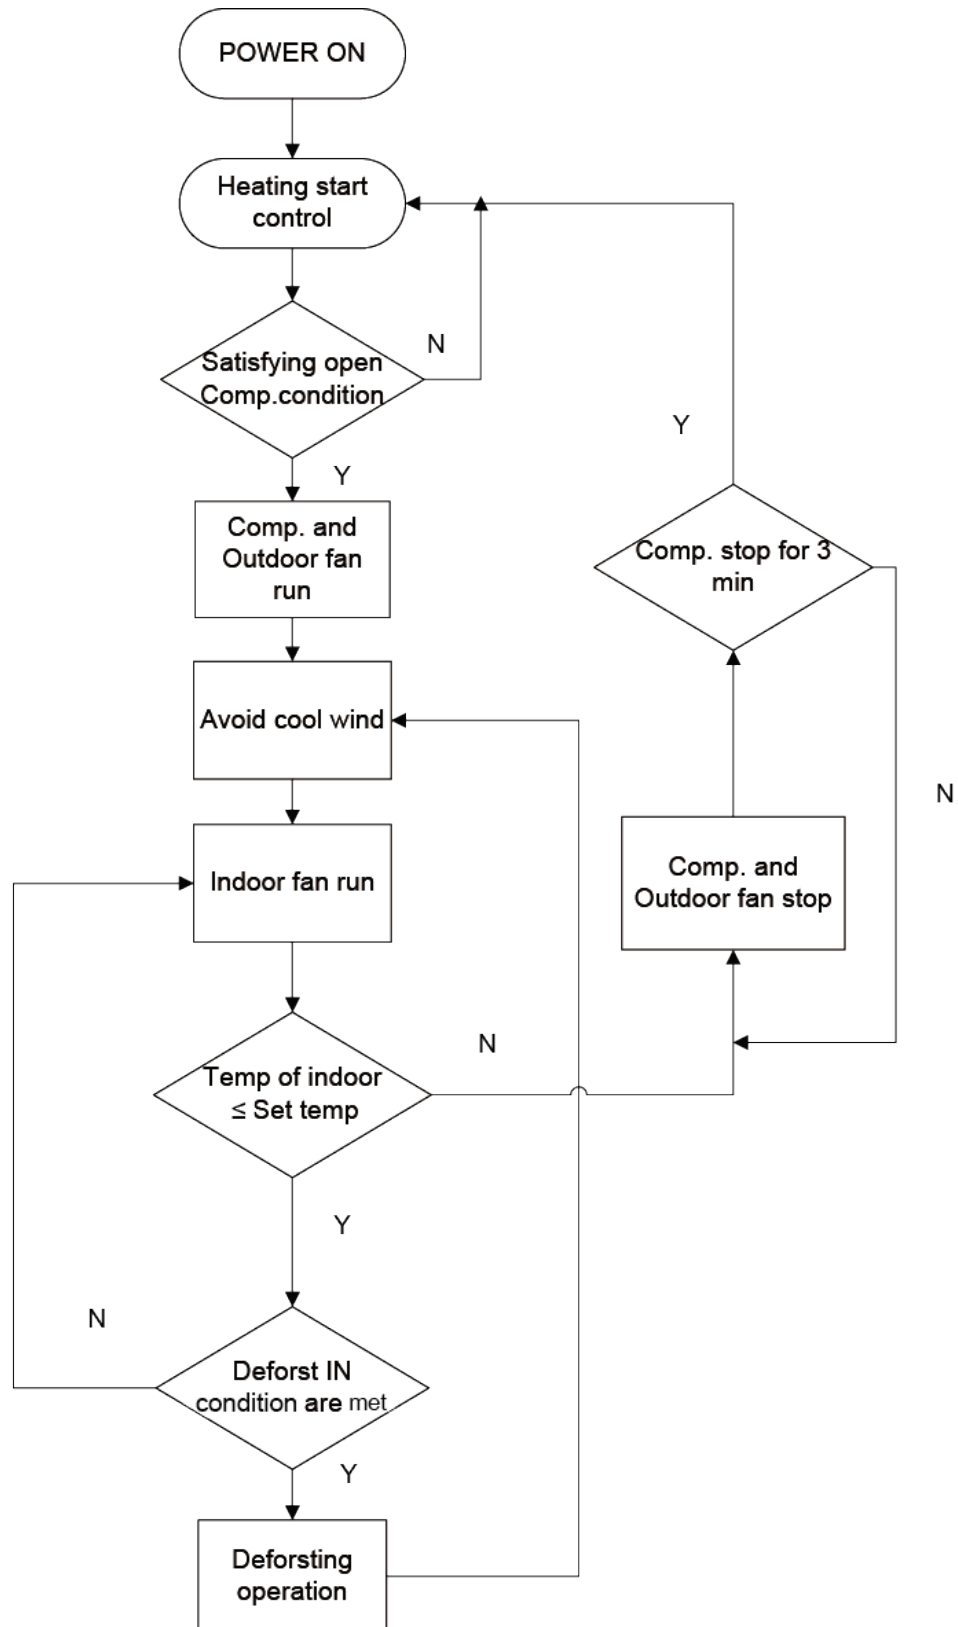 POWER ON
Heating start
control
N
Satisfying open
Comp.condition
Y
Y
Comp. and
Outdoor fan
run
Comp. stop for 3
min
Avoid cool wind
N
Indoor fan run
Comp. and
Outdoor fan stop
N
Temp of indoor
≤ Set temp
Y
N
Deforst IN
condition are met
Y
Deforsting
operation